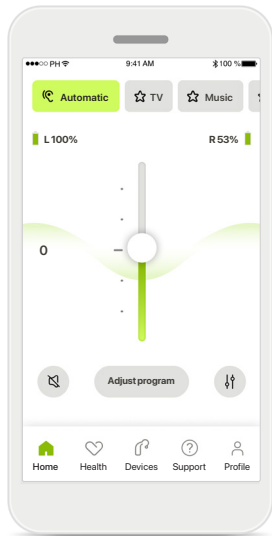 PH 9:41 AM 100 %
Automatic TV Music
L 100% R 53%
0
Adjust program
Home Health Devices Support Profile